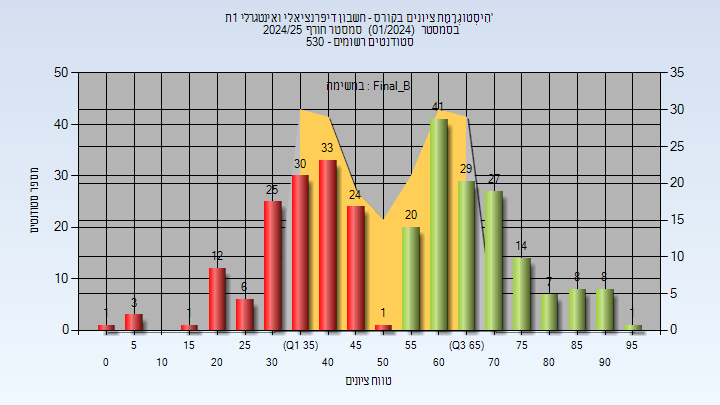 הִיסְטוֹגְרָמַת ציונים בקורס - חשבון דיפרנציאלי ואינטגרלי 1ת'
בסמסטר (01/2024) סמסטר חורף 2024/25
סטודנטים רשומים - 530
במשימה : Final_B
50 40 30 20 10 0
35 30 25 20 15 10 5 0
מספר סטודנטים
1 3 1 12 6 25 30 33 24 1 20 41 29 27 14 7 8 8 1
5 15 25 (Q1 35) 45 55 (Q3 65) 75 85 95
0 10 20 30 40 50 60 70 80 90
טווח ציונים